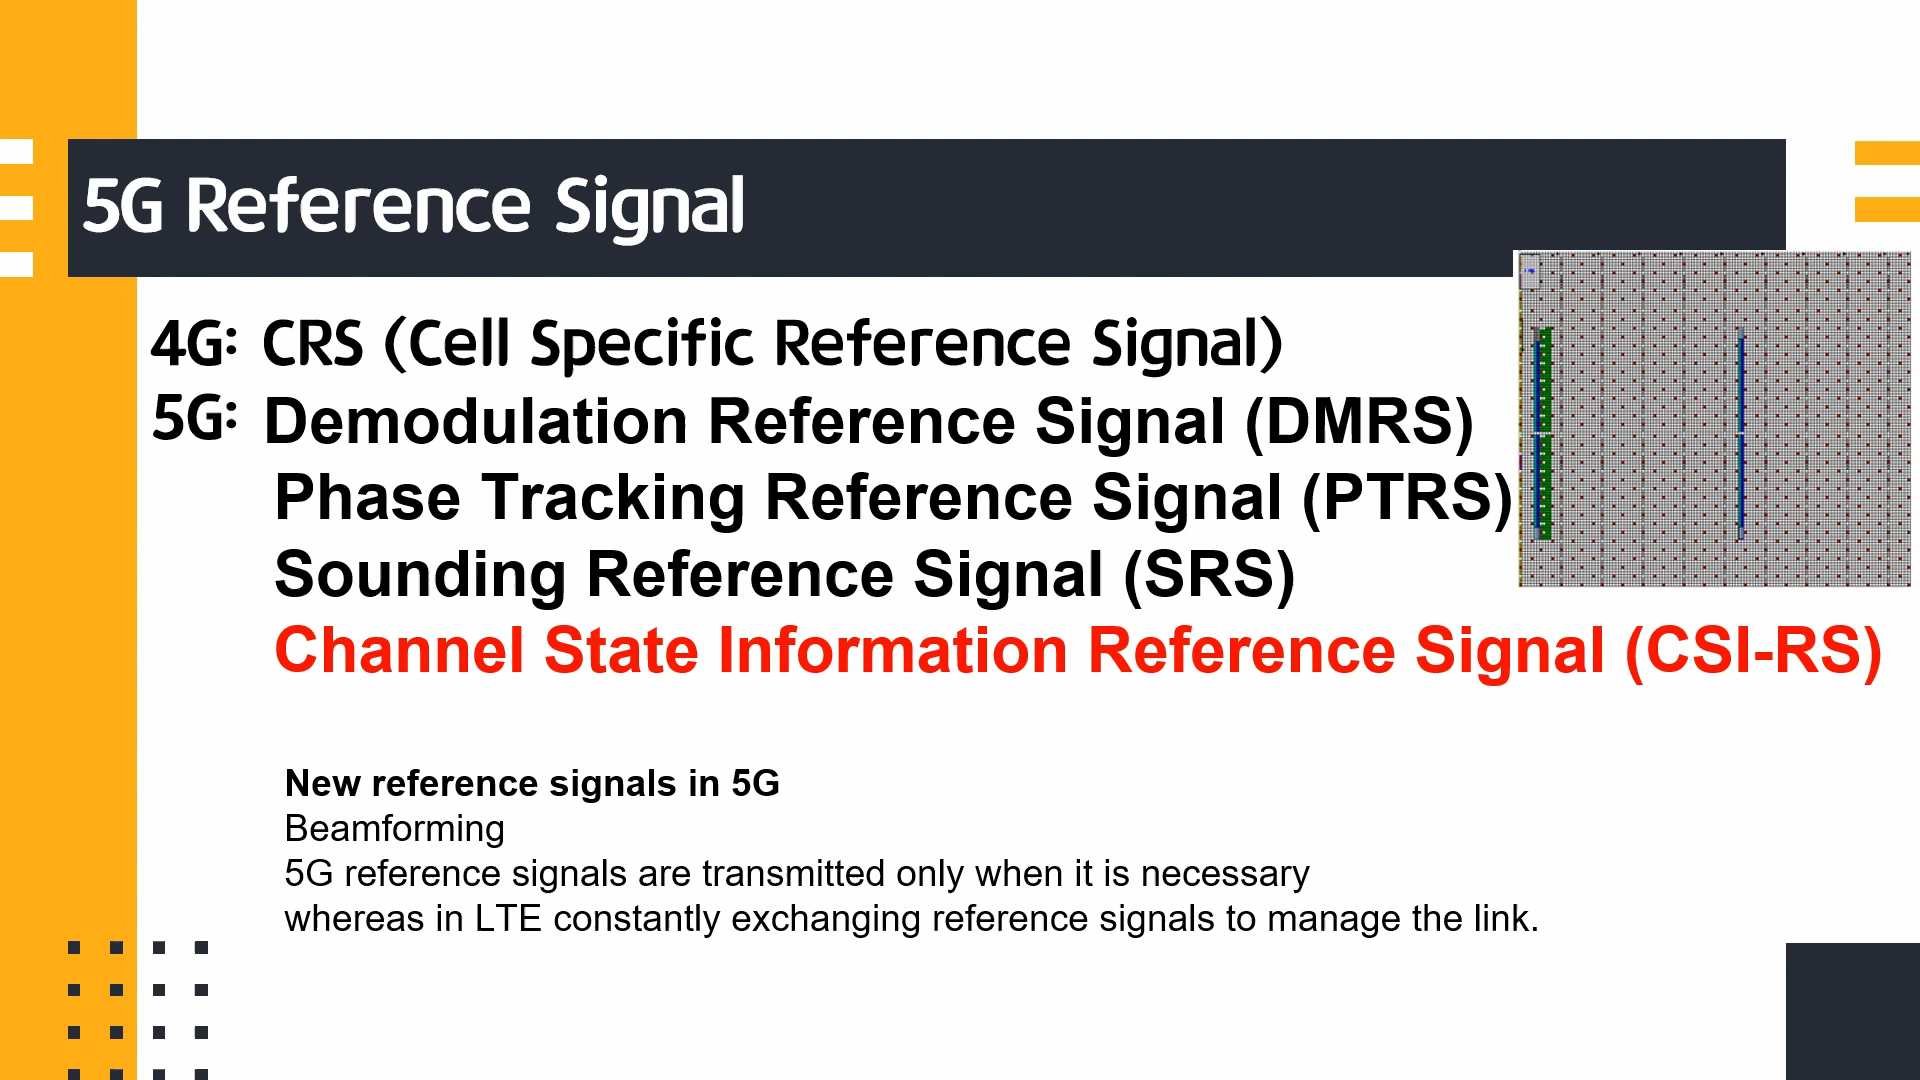 5G Reference Signal
4G: CRS (Cell Specific Reference Signal)
5G: Demodulation Reference Signal (DMRS)
Phase Tracking Reference Signal (PTRS)
Sounding Reference Signal (SRS)
Channel State Information Reference Signal (CSI-RS)
New reference signals in 5G
Beamforming
5G reference signals are transmitted only when it is necessary
whereas in LTE constantly exchanging reference signals to manage the link.